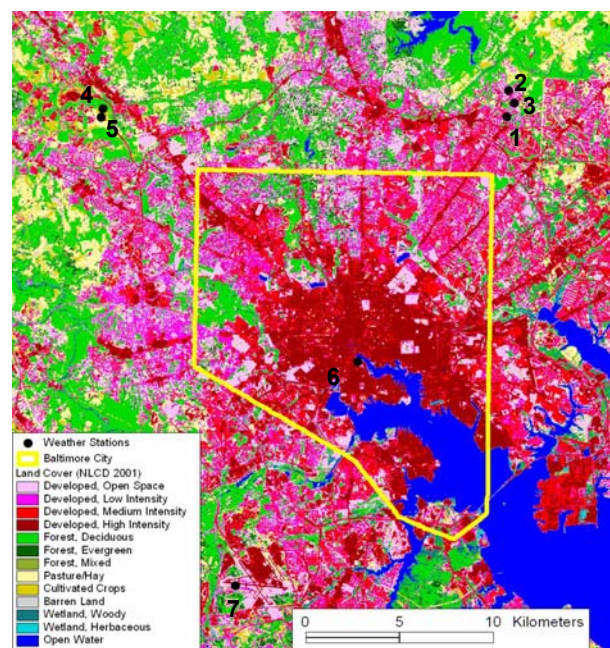 2
3
4
5
1
6
7
Weather Stations
Baltimore City
Land Cover (NLCD 2001)
Developed, Open Space
Developed, Low Intensity
Developed, Medium Intensity
Developed, High Intensity
Forest, Deciduous
Forest, Evergreen
Forest, Mixed
Pasture/Hay
Cultivated Crops
Barren Land
Wetland, Woody
Wetland, Herbaceous
Open Water
Kilometers
0 5 10